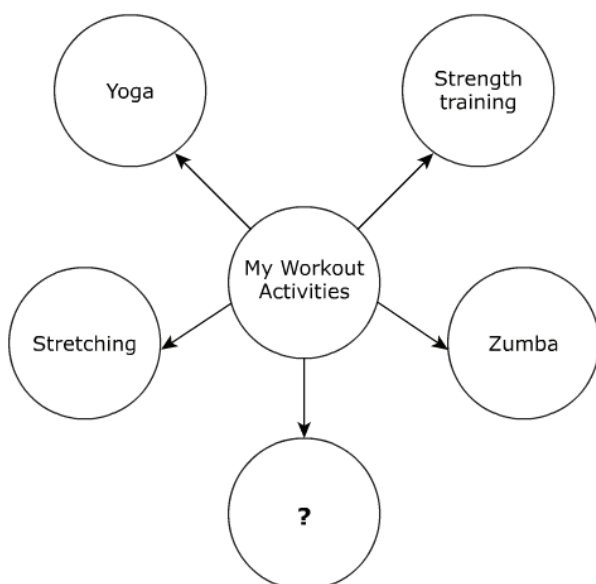 Yoga
Strength
training
My Workout
Activities
Stretching
Zumba
?